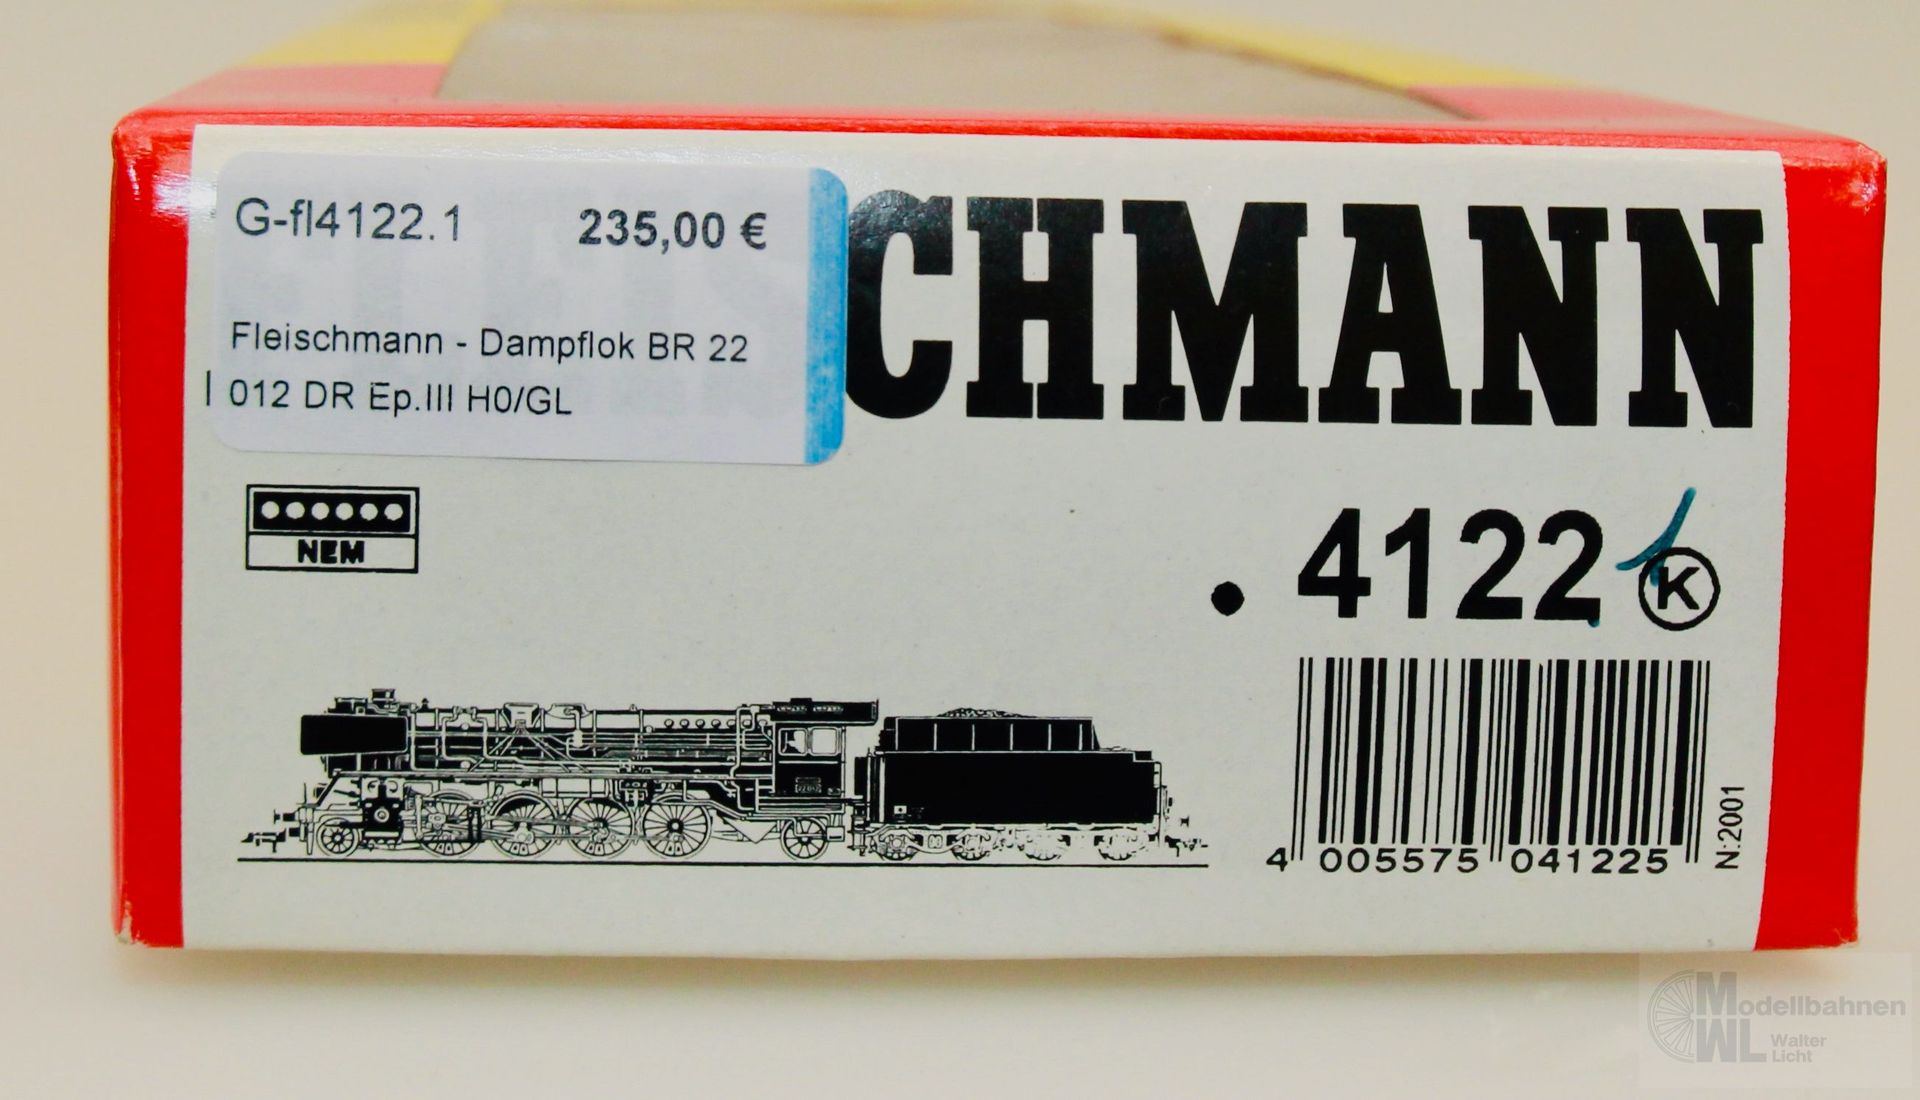 G-fl4122.1 235,00 €
Fleischmann - Dampflok BR 22
012 DR Ep.III H0/GL
CHMANN
NEM
. 4122 1 K
4 005575 041225
N:2001
Modellbahnen
WL Walter
Licht